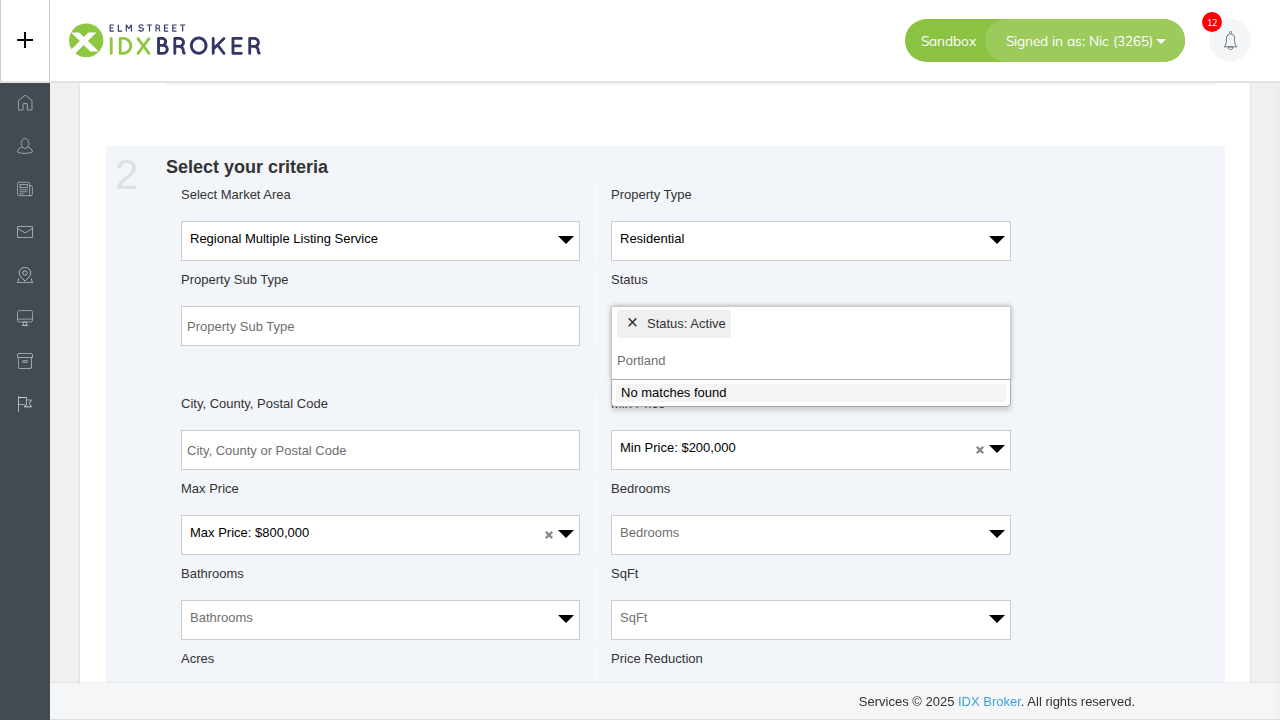 ELM STREET
IDXBROKER
Sandbox
Signed in as: Nic (3265)
12
2
Select your criteria
Select Market Area
Property Type
Regional Multiple Listing Service
Residential
Property Sub Type
Status
Property Sub Type
× Status: Active
Portland
No matches found
City, County, Postal Code
City, County or Postal Code
Min Price: $200,000
Max Price
Bedrooms
Max Price: $800,000
Bedrooms
Bathrooms
SqFt
Bathrooms
SqFt
Acres
Price Reduction
Services © 2025 IDX Broker. All rights reserved.